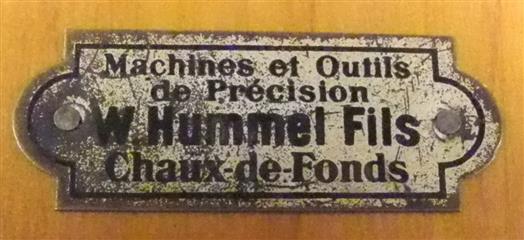 Machines et Outils
de Précision
W. Hummel Fils
Chaux-de-Fonds